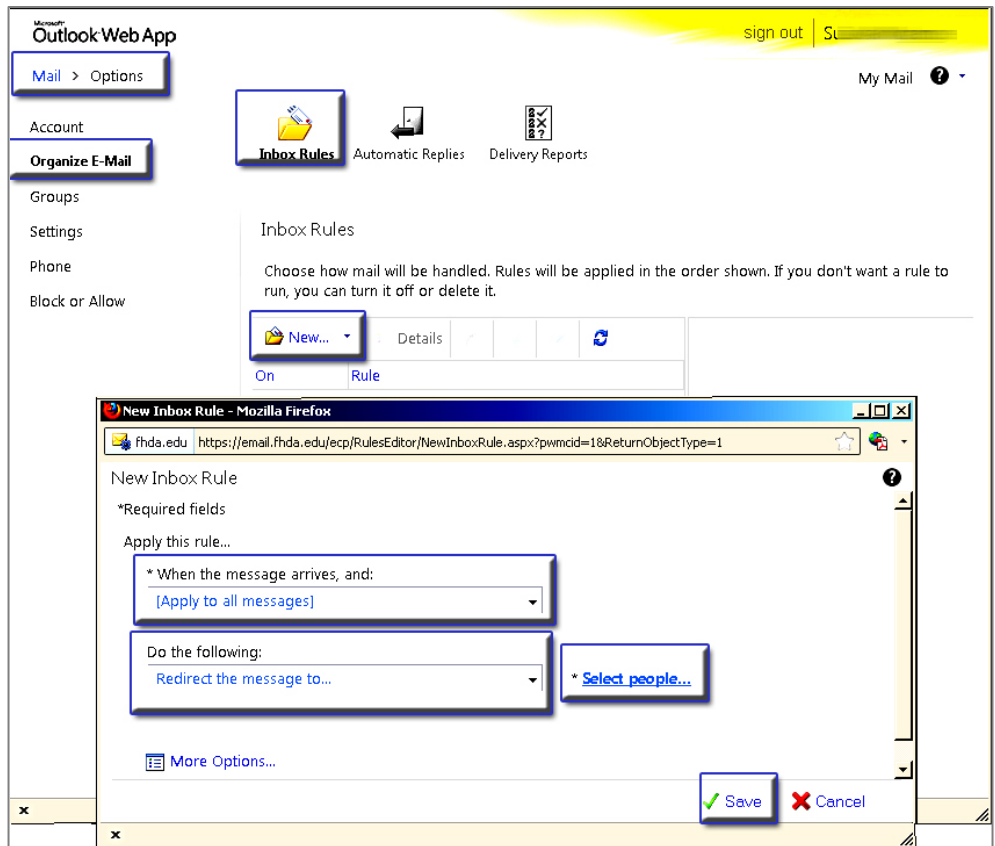 Microsoft
Outlook Web App
sign out
Mail > Options
My Mail
Account
Organize E-Mail
Groups
Settings
Phone
Block or Allow
Inbox Rules
Automatic Replies
Delivery Reports
Inbox Rules
Choose how mail will be handled. Rules will be applied in the order shown. If you don't want a rule to
run, you can turn it off or delete it.
New...
Details
On
Rule
New Inbox Rule - Mozilla Firefox
fhda.edu
https://email.fhda.edu/ecp/RulesEditor/NewInboxRule.aspx?pwmcid=1&ReturnObjectType=1
New Inbox Rule
*Required fields
Apply this rule...
* When the message arrives, and:
[Apply to all messages]
Do the following:
Redirect the message to...
* Select people...
More Options...
Save
Cancel